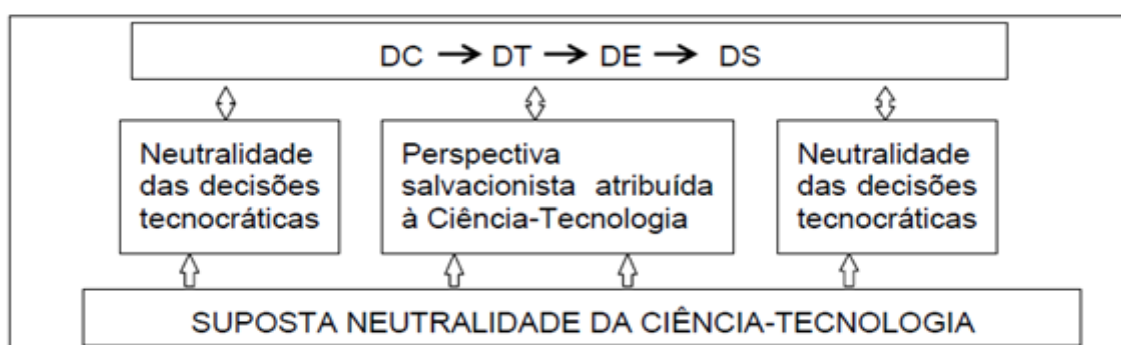 DC → DT → DE → DS
Neutralidade
das decisões
tecnocráticas
Perspectiva
salvacionista atribuída
à Ciência-Tecnologia
Neutralidade
das decisões
tecnocráticas
SUPOSTA NEUTRALIDADE DA CIÊNCIA-TECNOLOGIA